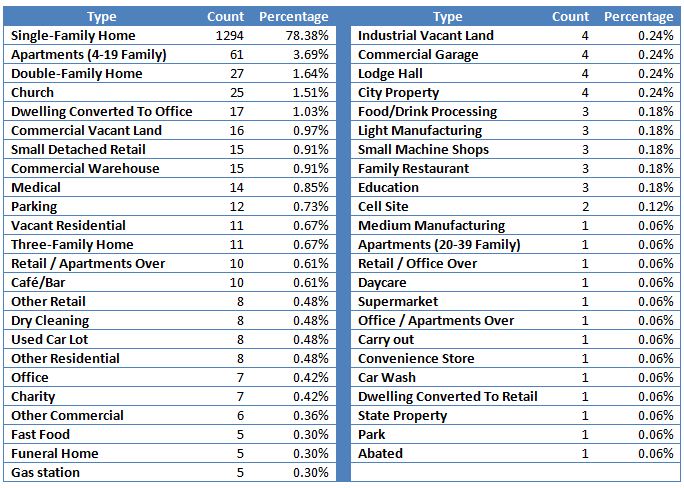 Type Count Percentage Type Count Percentage
Single-Family Home 1294 78.38% Industrial Vacant Land 4 0.24%
Apartments (4-19 Family) 61 3.69% Commercial Garage 4 0.24%
Double-Family Home 27 1.64% Lodge Hall 4 0.24%
Church 25 1.51% City Property 4 0.24%
Dwelling Converted To Office 17 1.03% Food/Drink Processing 3 0.18%
Commercial Vacant Land 16 0.97% Light Manufacturing 3 0.18%
Small Detached Retail 15 0.91% Small Machine Shops 3 0.18%
Commercial Warehouse 15 0.91% Family Restaurant 3 0.18%
Medical 14 0.85% Education 3 0.18%
Parking 12 0.73% Cell Site 2 0.12%
Vacant Residential 11 0.67% Medium Manufacturing 1 0.06%
Three-Family Home 11 0.67% Apartments (20-39 Family) 1 0.06%
Retail / Apartments Over 10 0.61% Retail / Office Over 1 0.06%
Café/Bar 10 0.61% Daycare 1 0.06%
Other Retail 8 0.48% Supermarket 1 0.06%
Dry Cleaning 8 0.48% Office / Apartments Over 1 0.06%
Used Car Lot 8 0.48% Carry out 1 0.06%
Other Residential 8 0.48% Convenience Store 1 0.06%
Office 7 0.42% Car Wash 1 0.06%
Charity 7 0.42% Dwelling Converted To Retail 1 0.06%
Other Commercial 6 0.36% State Property 1 0.06%
Fast Food 5 0.30% Park 1 0.06%
Funeral Home 5 0.30% Abated 1 0.06%
Gas station 5 0.30%